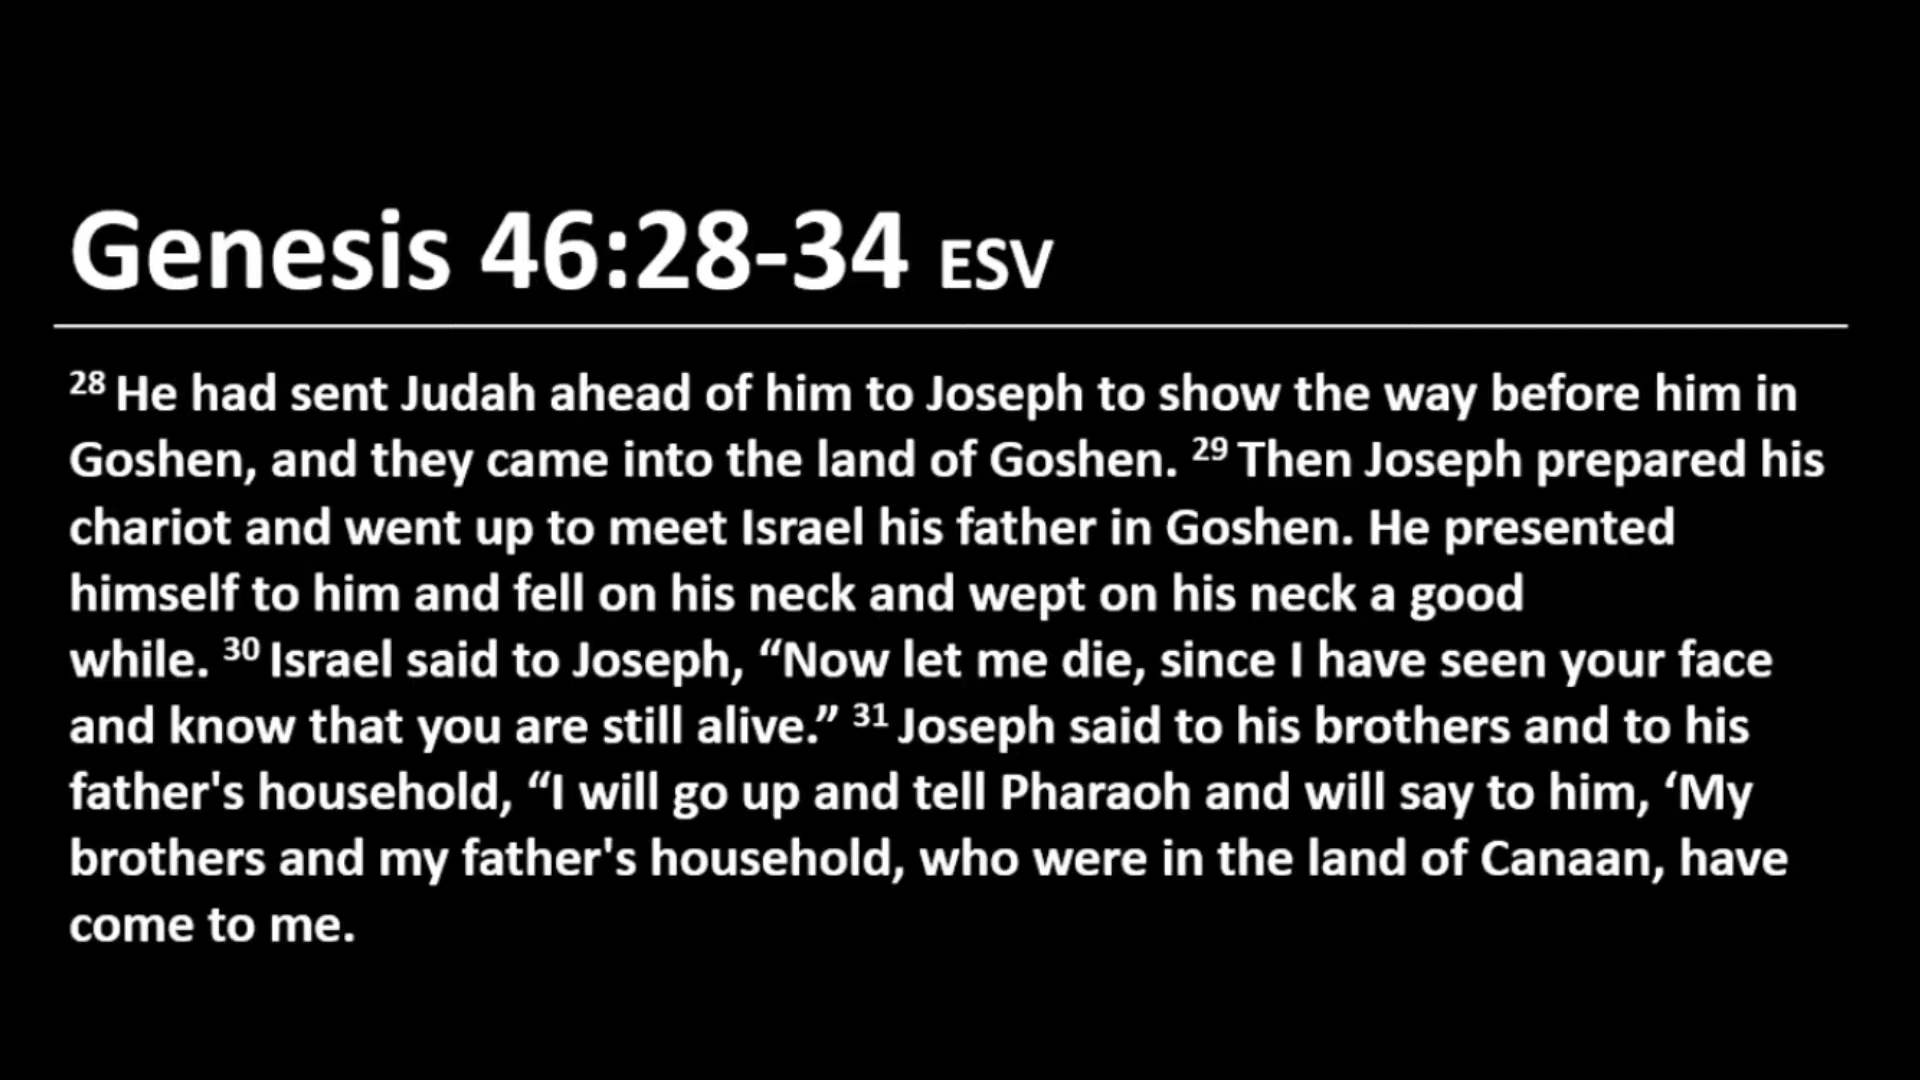 Genesis 46:28-34 ESV
28 He had sent Judah ahead of him to Joseph to show the way before him in
Goshen, and they came into the land of Goshen. 29 Then Joseph prepared his
chariot and went up to meet Israel his father in Goshen. He presented
himself to him and fell on his neck and wept on his neck a good
while. 30 Israel said to Joseph, “Now let me die, since I have seen your face
and know that you are still alive.” 31 Joseph said to his brothers and to his
father's household, “I will go up and tell Pharaoh and will say to him, ‘My
brothers and my father's household, who were in the land of Canaan, have
come to me.